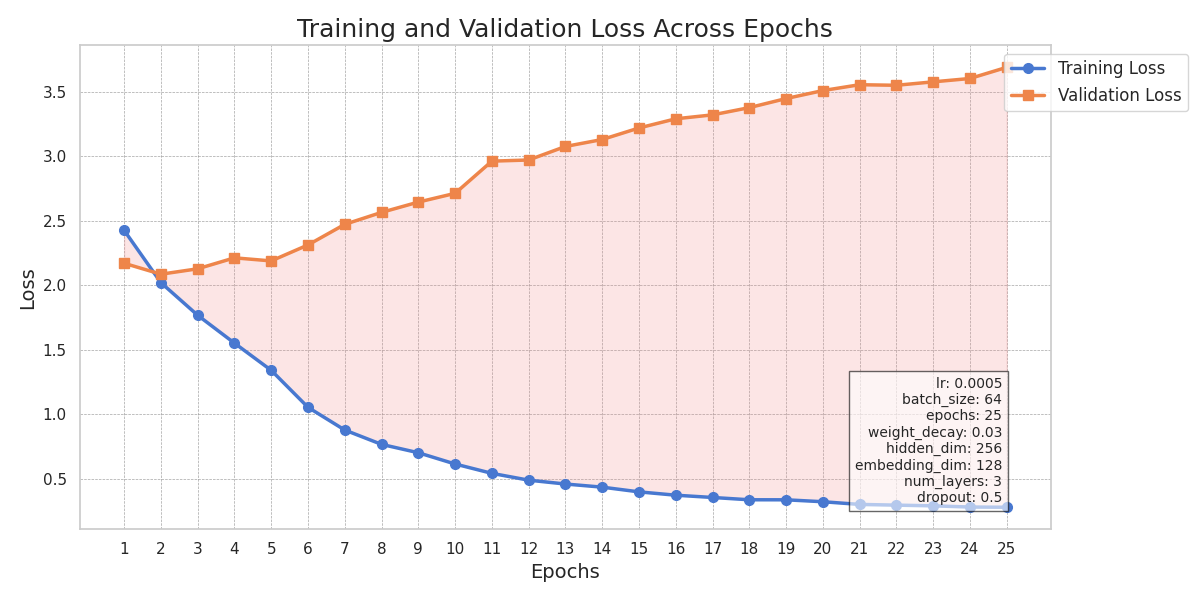 Training and Validation Loss Across Epochs
Training Loss
Validation Loss
Loss
3.5
3.0
2.5
2.0
1.5
1.0
0.5
lr: 0.0005
batch_size: 64
epochs: 25
weight_decay: 0.03
hidden_dim: 256
embedding_dim: 128
num_layers: 3
dropout: 0.5
1 2 3 4 5 6 7 8 9 10 11 12 13 14 15 16 17 18 19 20 21 22 23 24 25
Epochs